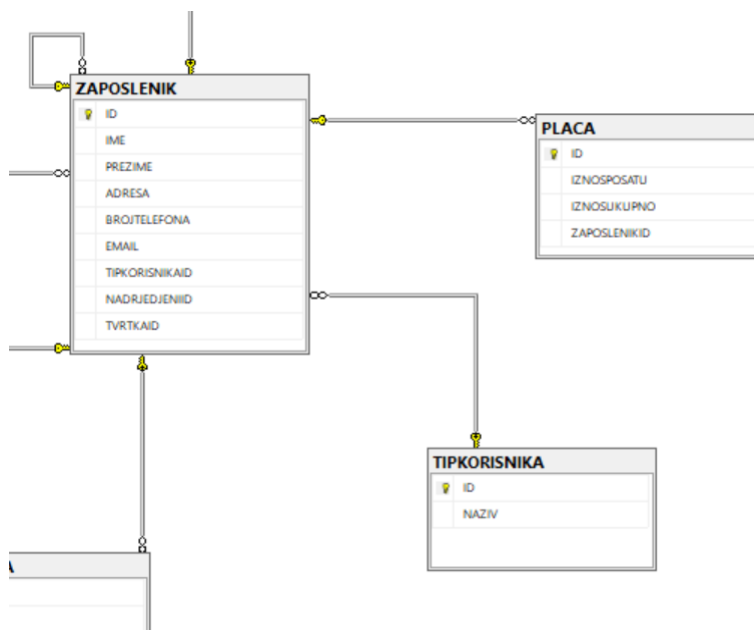 ZAPOSLENIK
ID
IME
PREZIME
ADRESA
BROJTELEFONA
EMAIL
TIPKORISNIKAID
NADRJEDJENIID
TVRTKAID
PLACA
ID
IZNOSPOSATU
IZNOSUKUPNO
ZAPOSLENIKID
TIPKORISNIKA
ID
NAZIV